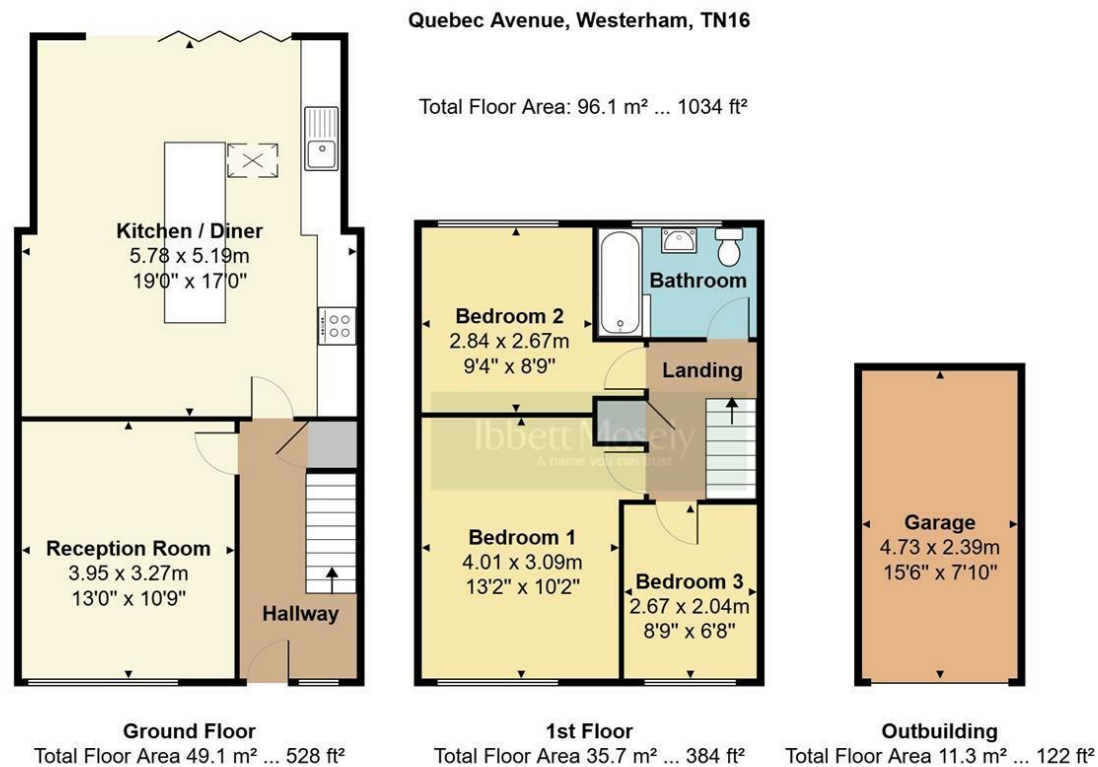 Quebec Avenue, Westerham, TN16
Total Floor Area: 96.1 m² ... 1034 ft²
Kitchen / Diner
5.78 x 5.19m
19'0" x 17'0"
Reception Room
3.95 x 3.27m
13'0" x 10'9"
Hallway
Ground Floor
Total Floor Area 49.1 m² ... 528 ft²
Bedroom 2
2.84 x 2.67m
9'4" x 8'9"
Bathroom
Landing
Ibbett Mosely
A name you can trust
Bedroom 1
4.01 x 3.09m
13'2" x 10'2"
Bedroom 3
2.67 x 2.04m
8'9" x 6'8"
1st Floor
Total Floor Area 35.7 m² ... 384 ft²
Garage
4.73 x 2.39m
15'6" x 7'10"
Outbuilding
Total Floor Area 11.3 m² ... 122 ft²